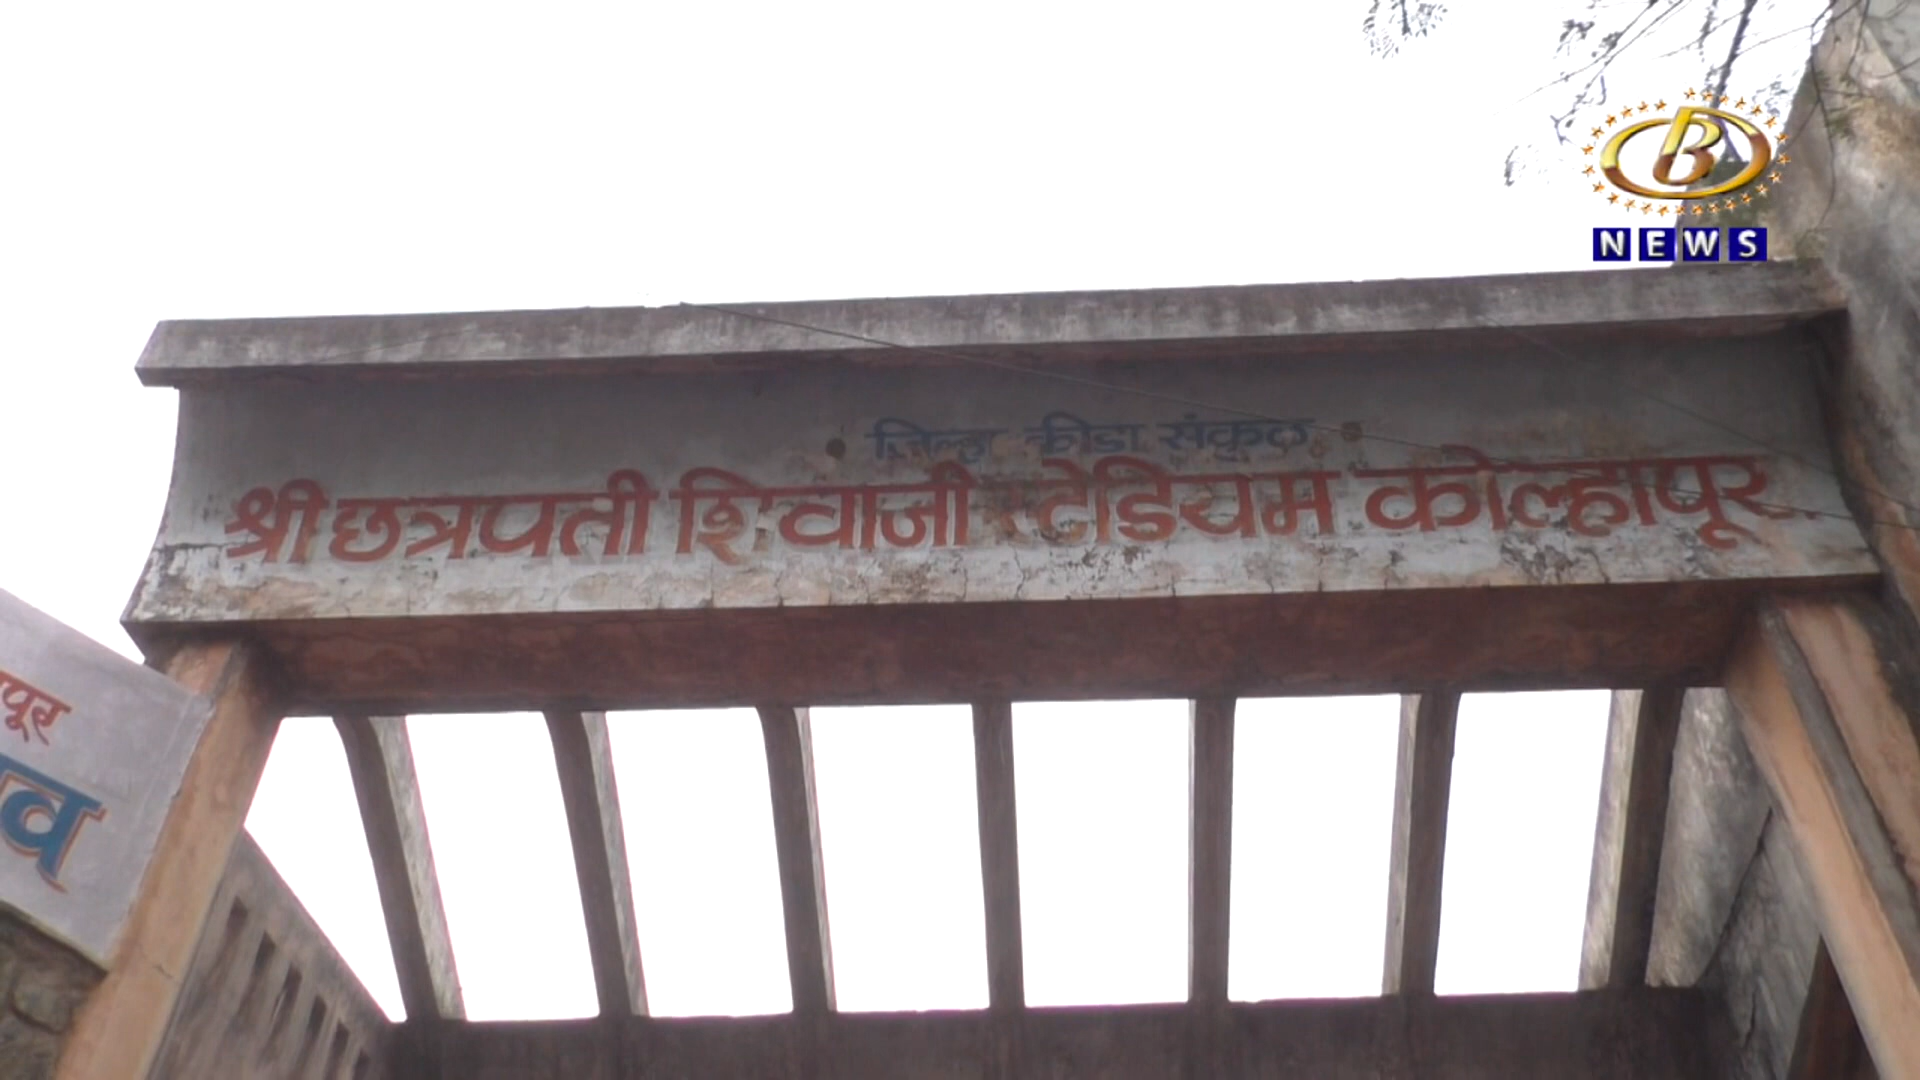 B
NEWS
जिल्हा क्रीडा संकुल
श्री छत्रपती शिवाजी स्टेडियम कोल्हापूर.